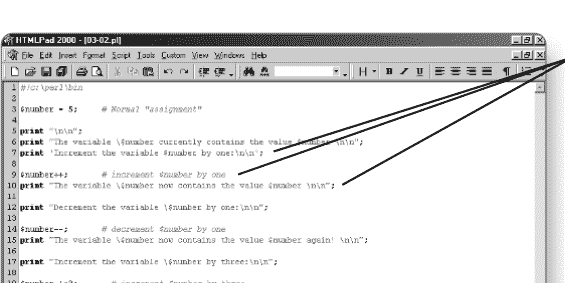 HTMLPad 2000 - [03-02.pl]
File Edit Insert Format Script Tools Custom View Windows Help
H B I U ¶
1 #!c:\perl\bin
2
3 $number = 5; # Normal "assignment"
4
5 print "\n\n";
6 print "The variable \$number currently contains the value $number \n\n";
7 print 'Increment the variable $number by one:\n\n';
8
9 $number++; # increment $number by one
10 print "The variable \$number now contains the value $number \n\n";
11
12 print "Decrement the variable \$number by one:\n\n";
13
14 $number--; # decrement $number by one
15 print "The variable \$number now contains the value $number again! \n\n";
16
17 print "Increment the variable \$number by three:\n\n";
18